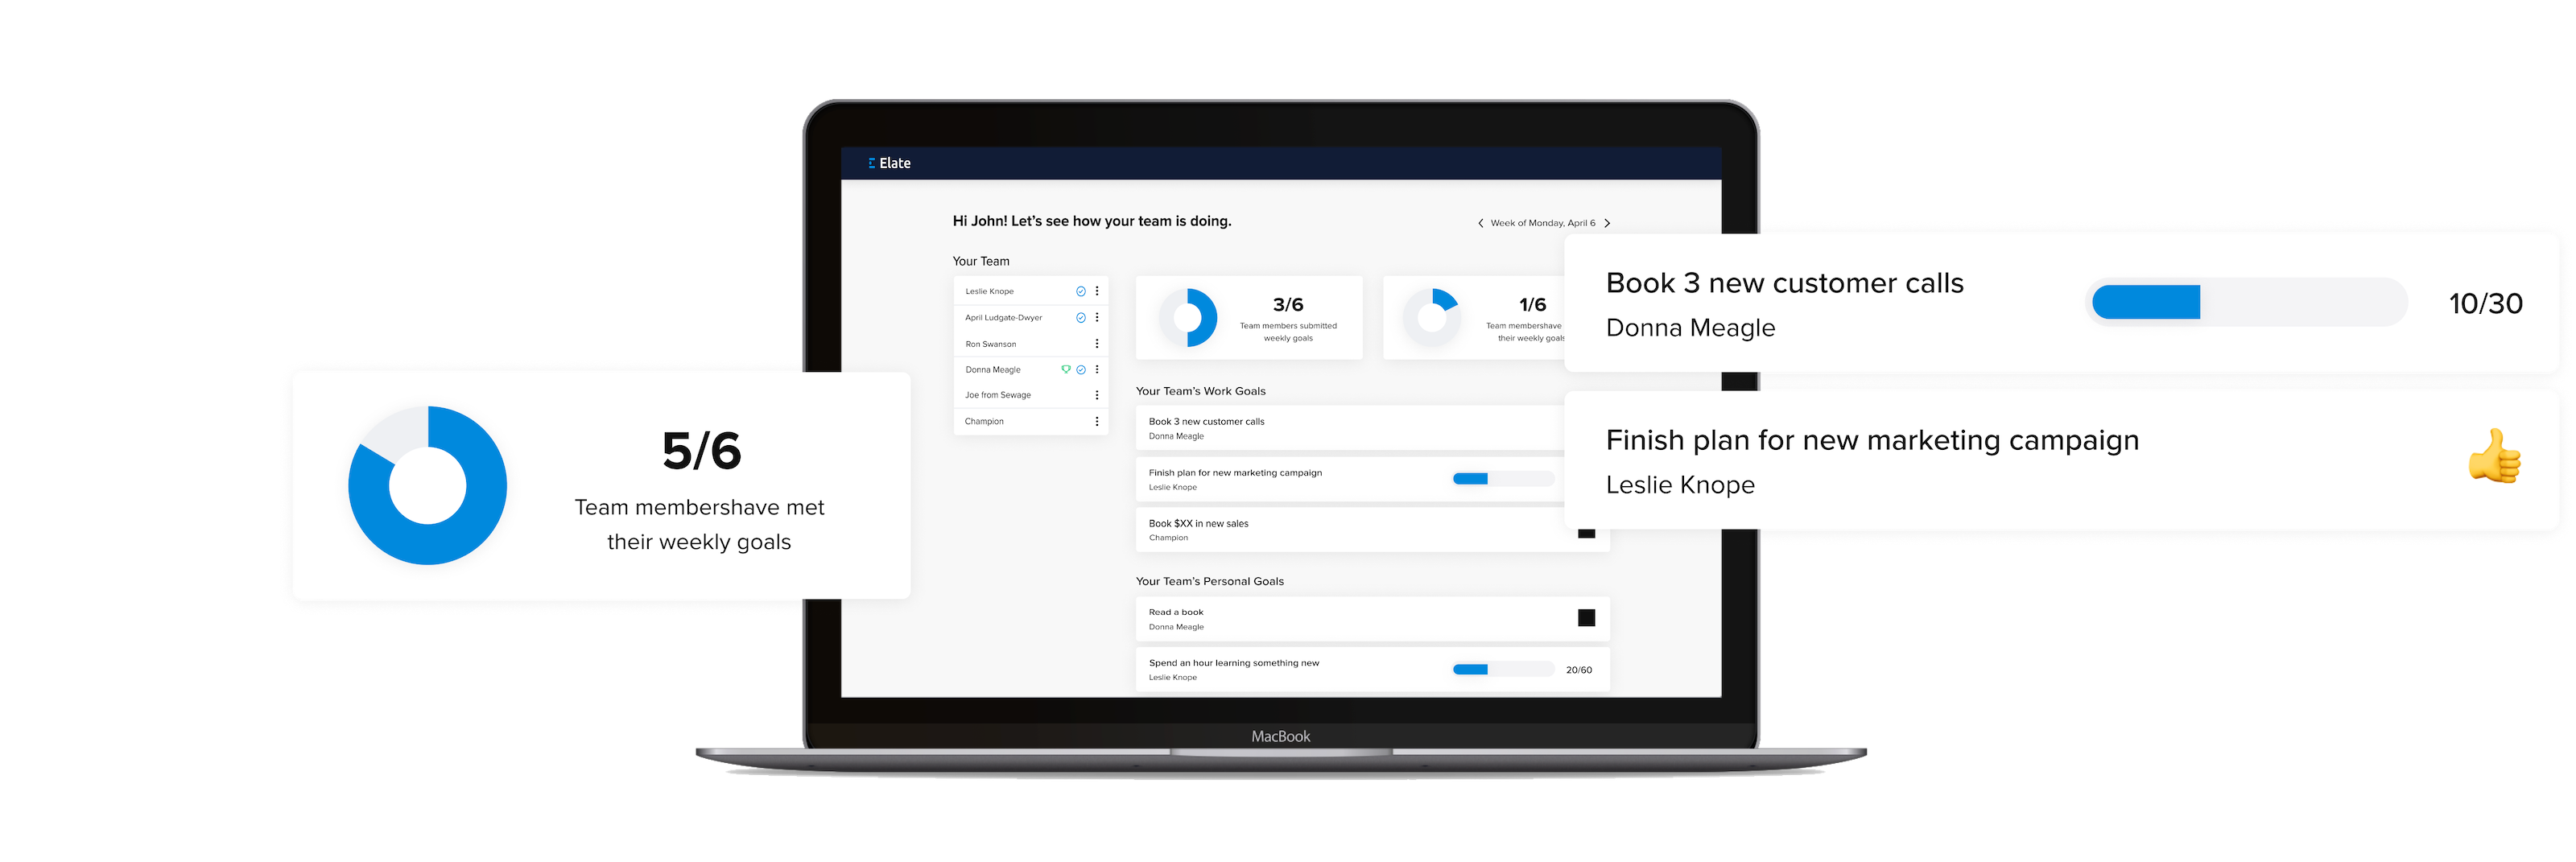 Elate
Hi John! Let's see how your team is doing.
Week of Monday, April 6
Your Team
Leslie Knope
April Ludgate-Dwyer
Ron Swanson
Donna Meagle
Joe from Sewage
Champion
3/6
Team members submitted
weekly goals
1/6
Team membershave
their weekly goals
Your Team's Work Goals
Book 3 new customer calls
Donna Meagle
Finish plan for new marketing campaign
Leslie Knope
Book $XX in new sales
Champion
Your Team's Personal Goals
Read a book
Donna Meagle
Spend an hour learning something new
Leslie Knope
20/60
MacBook
5/6
Team membershave met
their weekly goals
Book 3 new customer calls
Donna Meagle
10/30
Finish plan for new marketing campaign
Leslie Knope